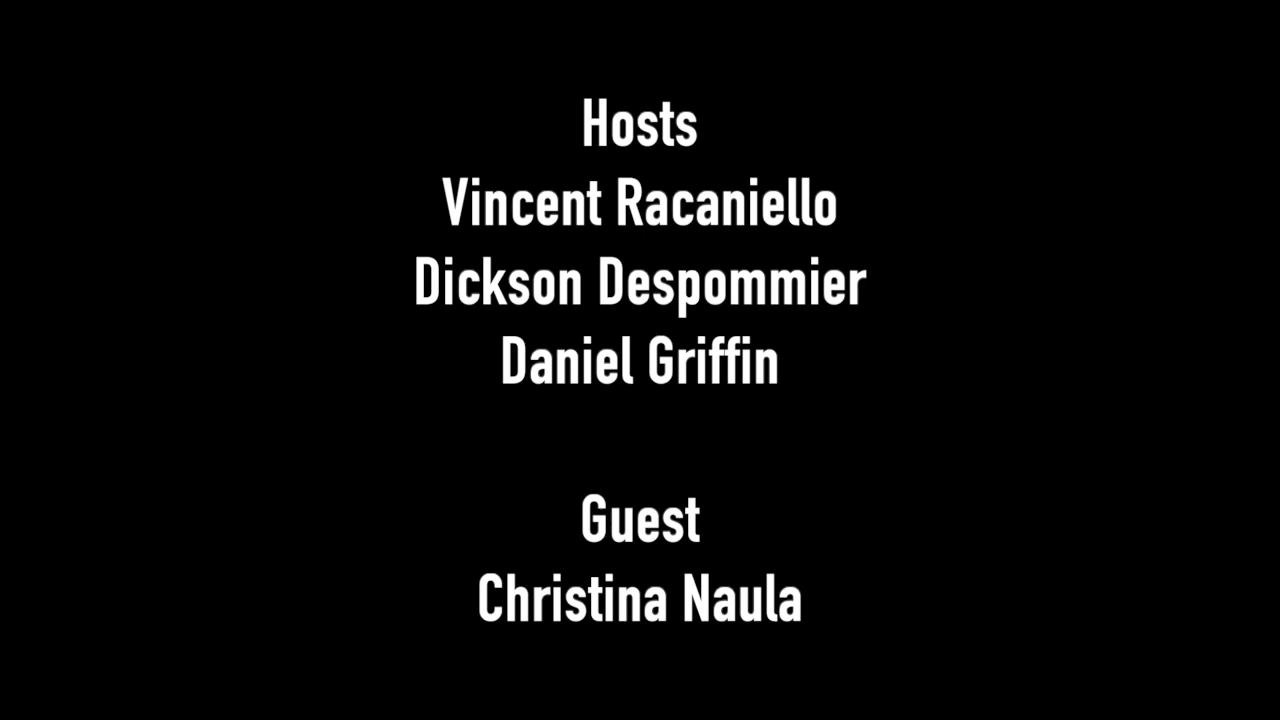 Hosts
Vincent Racaniello
Dickson Despommier
Daniel Griffin
Guest
Christina Naula